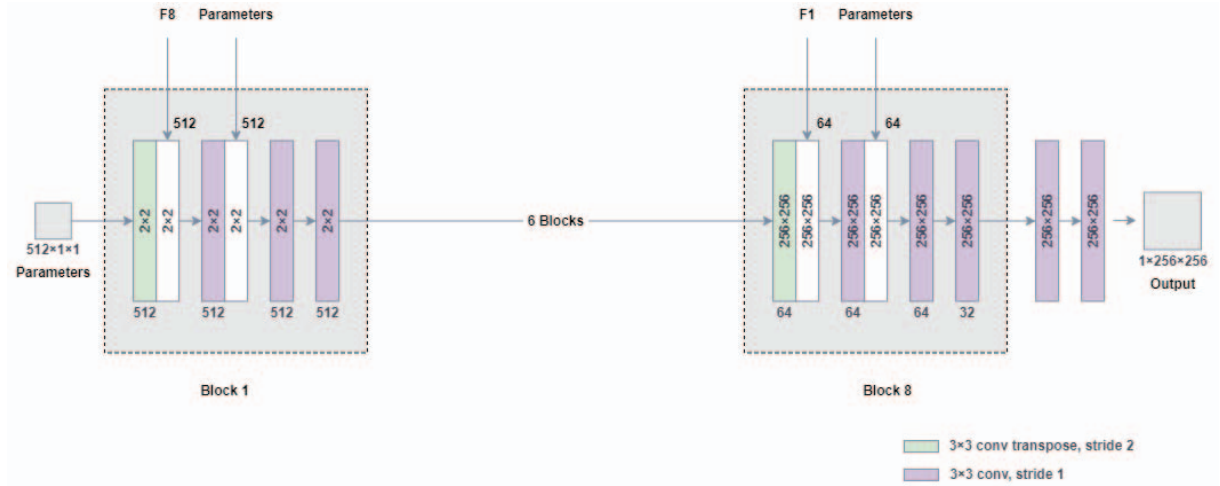 F8 Parameters F1 Parameters
512 512 64 64
2×2 2×2 2×2 2×2 2×2 2×2 6 Blocks 256×256 256×256 256×256 256×256 256×256 256×256 256×256 256×256
512×1×1 1×256×256
Parameters Output
512 512 512 512 64 64 64 32
Block 1 Block 8
3×3 conv transpose, stride 2
3×3 conv, stride 1